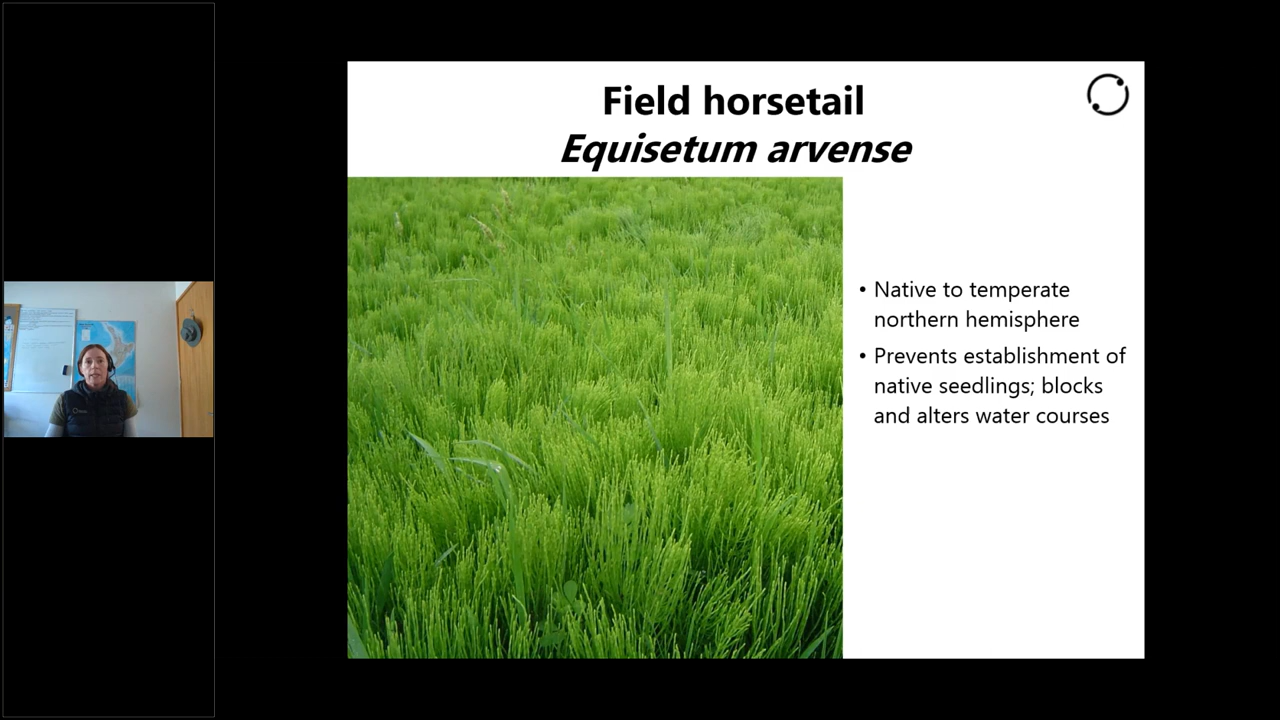 Field horsetail
Equisetum arvense
• Native to temperate
northern hemisphere
• Prevents establishment of
native seedlings; blocks
and alters water courses